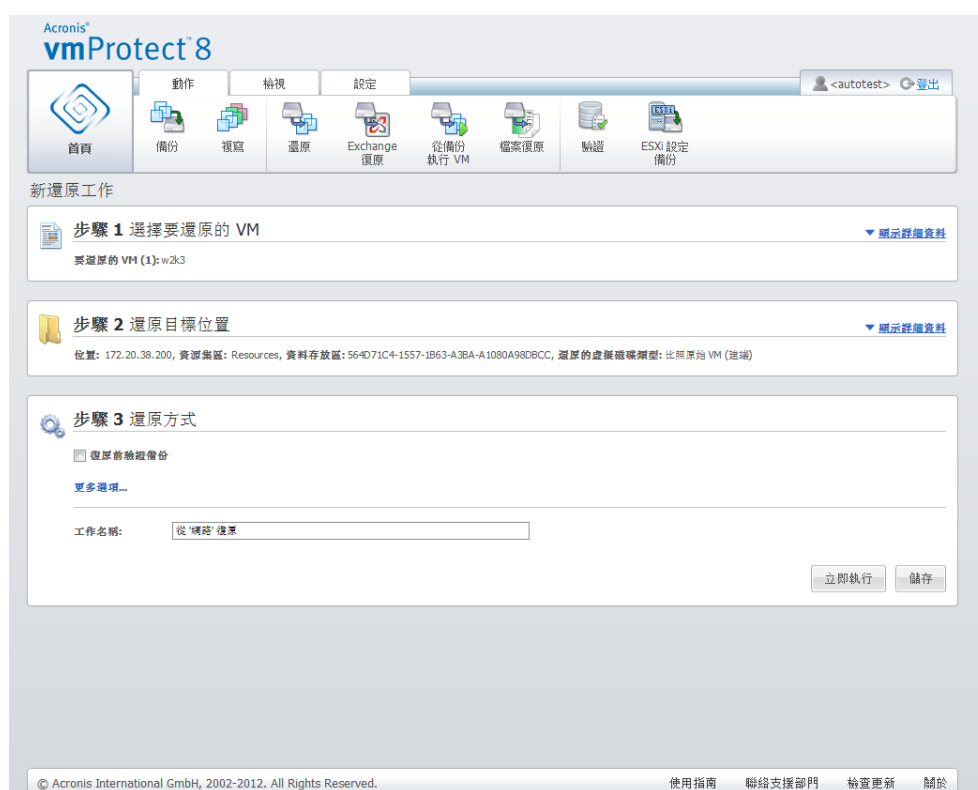 Acronis®
vmProtect™8
動作 檢視 設定
<autotest> 登出
首頁
備份 複寫 還原 Exchange 復原 從備份 執行 VM 檔案復原 驗證 ESXi 設定 備份
新還原工作
步驟 1 選擇要還原的 VM
▼ 顯示詳細資料
要還原的 VM (1): w2k3
步驟 2 還原目標位置
▼ 顯示詳細資料
位置: 172.20.38.200, 資源集區: Resources, 資料存放區: 564D71C4-1557-1B63-A3BA-A1080A98DBCC, 還原的虛擬磁碟類型: 比照原始 VM (建議)
步驟 3 還原方式
復原前驗證備份
更多選項...
工作名稱: 從 '網路' 復原
立即執行 儲存
© Acronis International GmbH, 2002-2012. All Rights Reserved.
使用指南 聯絡支援部門 檢查更新 關於